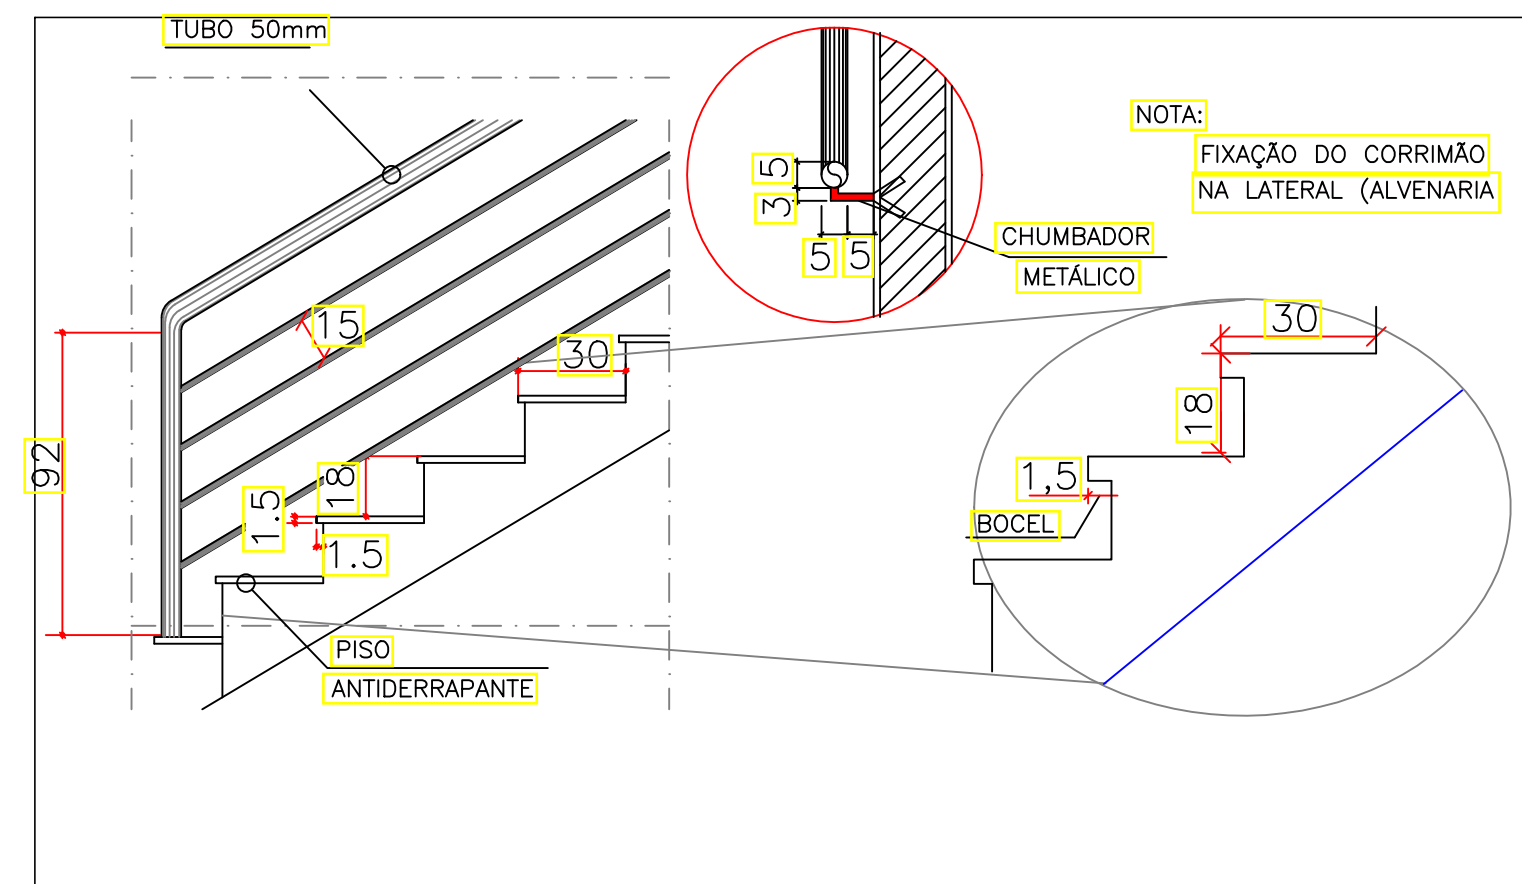 TUBO 50mm
NOTA:
FIXAÇÃO DO CORRIMÃO
NA LATERAL (ALVENARIA
5
3
5
5
CHUMBADOR
METÁLICO
15
30
30
92
18
18
1.5
1.5
1,5
BOCEL
PISO
ANTIDERRAPANTE